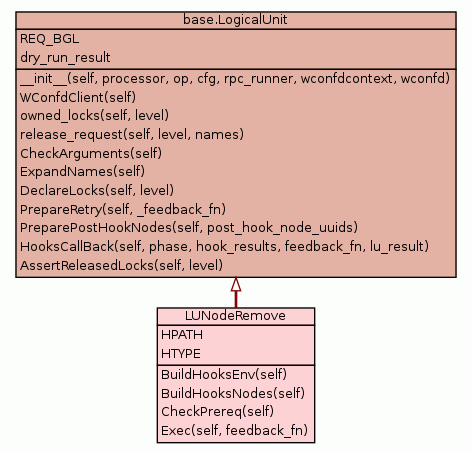 base.LogicalUnit
REQ_BGL
dry_run_result
__init__(self, processor, op, cfg, rpc_runner, wconfdcontext, wconfd)
WConfdClient(self)
owned_locks(self, level)
release_request(self, level, names)
CheckArguments(self)
ExpandNames(self)
DeclareLocks(self, level)
PrepareRetry(self, _feedback_fn)
PreparePostHookNodes(self, post_hook_node_uuids)
HooksCallBack(self, phase, hook_results, feedback_fn, lu_result)
AssertReleasedLocks(self, level)
LUNodeRemove
HPATH
HTYPE
BuildHooksEnv(self)
BuildHooksNodes(self)
CheckPrereq(self)
Exec(self, feedback_fn)